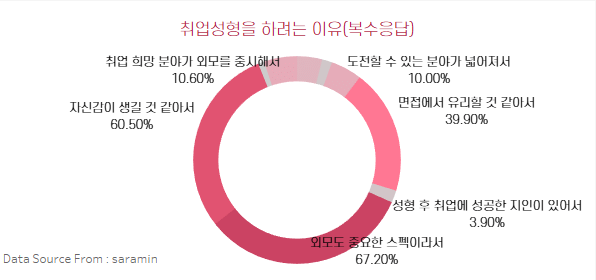 취업성형을 하려는 이유(복수응답)
취업 희망 분야가 외모를 중시해서
10.60%
도전할 수 있는 분야가 넓어져서
10.00%
자신감이 생길 것 같아서
60.50%
면접에서 유리할 것 같아서
39.90%
성형 후 취업에 성공한 지인이 있어서
3.90%
외모도 중요한 스펙이라서
67.20%
Data Source From : saramin